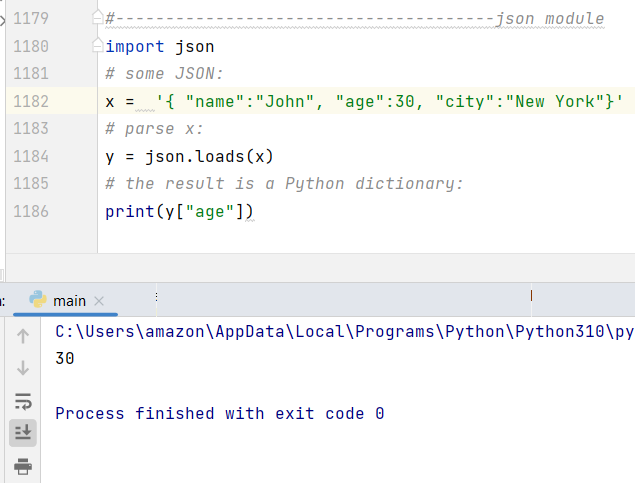 1179 #-------------------------------------json module
1180 import json
1181 # some JSON:
1182 x =  '{ "name":"John", "age":30, "city":"New York"}'
1183 # parse x:
1184 y = json.loads(x)
1185 # the result is a Python dictionary:
1186 print(y["age"])
main
C:\Users\amazon\AppData\Local\Programs\Python\Python310\py
30
Process finished with exit code 0